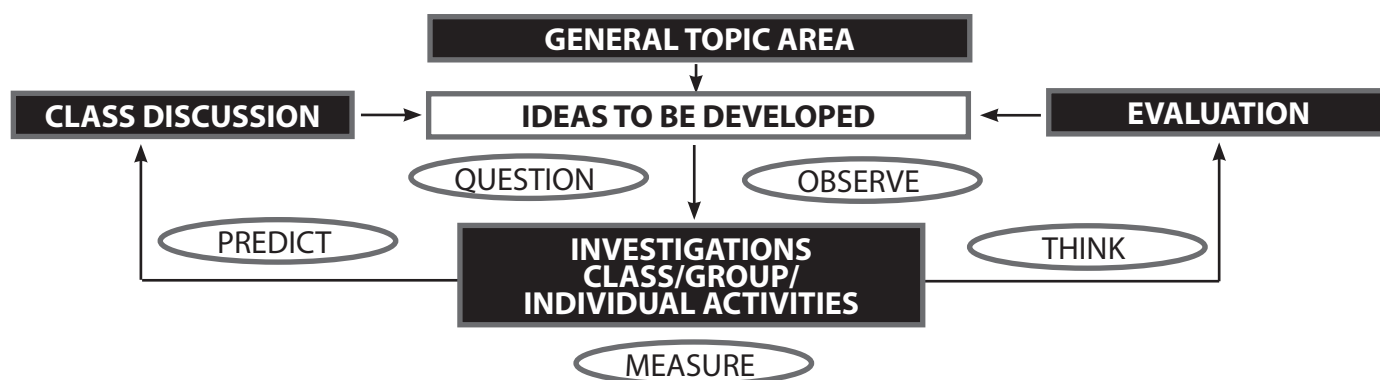 GENERAL TOPIC AREA
CLASS DISCUSSION
IDEAS TO BE DEVELOPED
EVALUATION
QUESTION
OBSERVE
PREDICT
INVESTIGATIONS
CLASS/GROUP/
INDIVIDUAL ACTIVITIES
THINK
MEASURE